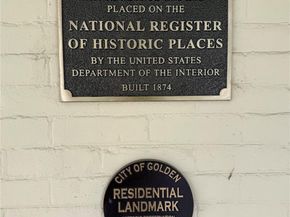 PLACED ON THE
NATIONAL REGISTER
OF HISTORIC PLACES
BY THE UNITED STATES
DEPARTMENT OF THE INTERIOR
BUILT 1874
CITY OF GOLDEN
RESIDENTIAL
LANDMARK